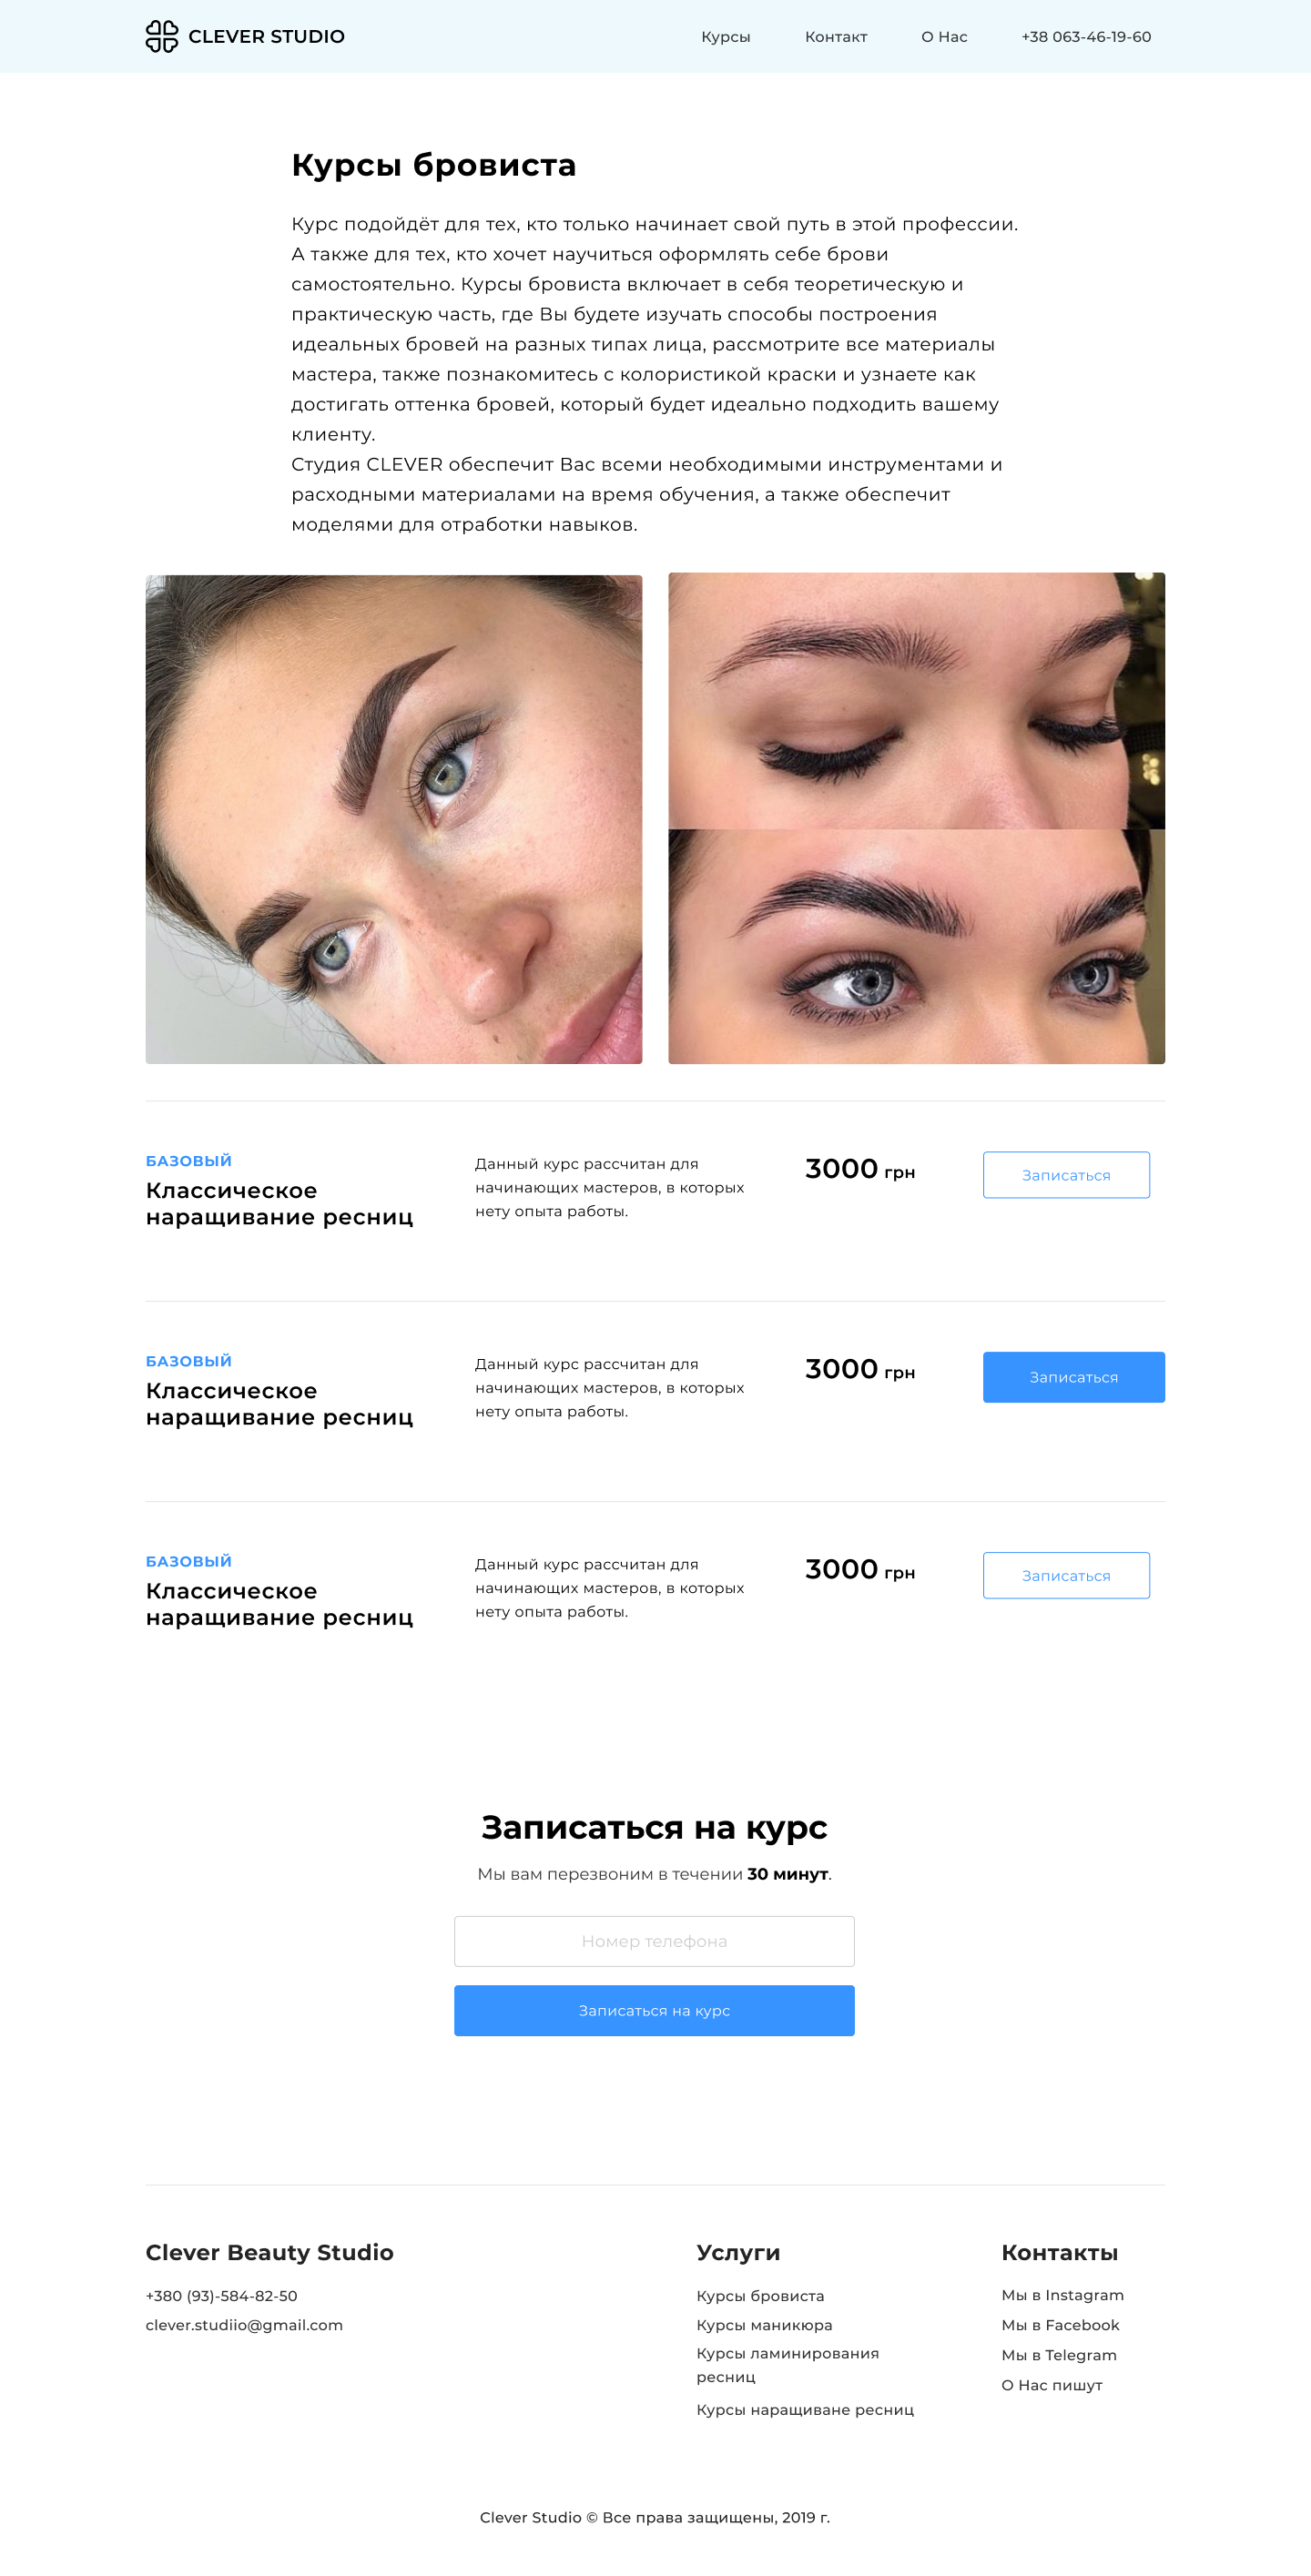 CLEVER STUDIO
Курсы
Контакт
О Нас
+38 063-46-19-60
Курсы бровиста
Курс подойдёт для тех, кто только начинает свой путь в этой профессии.
А также для тех, кто хочет научиться оформлять себе брови
самостоятельно. Курсы бровиста включает в себя теоретическую и
практическую часть, где Вы будете изучать способы построения
идеальных бровей на разных типах лица, рассмотрите все материалы
мастера, также познакомитесь с колористикой краски и узнаете как
достигать оттенка бровей, который будет идеально подходить вашему
клиенту.
Студия CLEVER обеспечит Вас всеми необходимыми инструментами и
расходными материалами на время обучения, а также обеспечит
моделями для отработки навыков.
БАЗОВЫЙ
Классическое
наращивание ресниц
Данный курс рассчитан для
начинающих мастеров, в которых
нету опыта работы.
3000 грн
Записаться
БАЗОВЫЙ
Классическое
наращивание ресниц
Данный курс рассчитан для
начинающих мастеров, в которых
нету опыта работы.
3000 грн
Записаться
БАЗОВЫЙ
Классическое
наращивание ресниц
Данный курс рассчитан для
начинающих мастеров, в которых
нету опыта работы.
3000 грн
Записаться
Записаться на курс
Мы вам перезвоним в течении 30 минут.
Номер телефона
Записаться на курс
Clever Beauty Studio
+380 (93)-584-82-50
clever.studiio@gmail.com
Услуги
Курсы бровиста
Курсы маникюра
Курсы ламинирования
ресниц
Курсы наращиване ресниц
Контакты
Мы в Instagram
Мы в Facebook
Мы в Telegram
О Нас пишут
Clever Studio © Все права защищены, 2019 г.